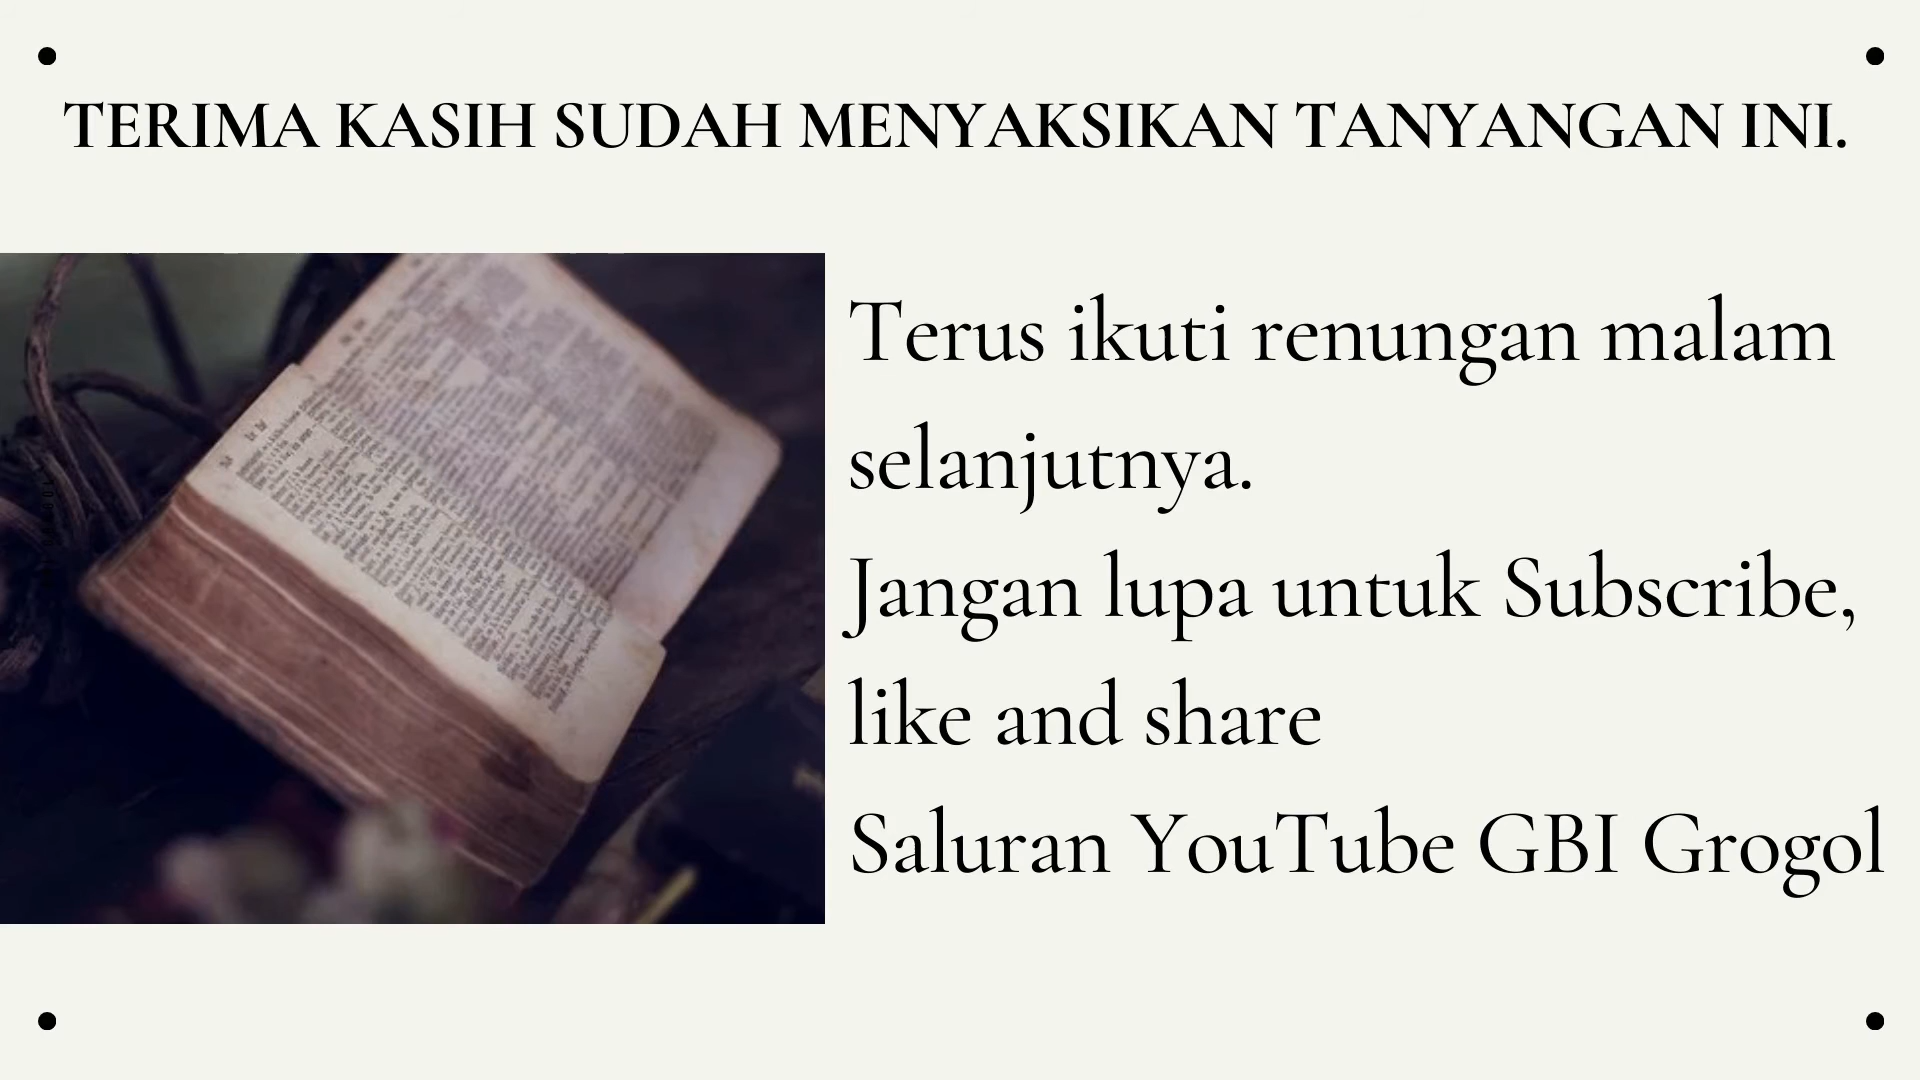 TERIMA KASIH SUDAH MENYAKSIKAN TANYANGAN INI.
Terus ikuti renungan malam
selanjutnya.
Jangan lupa untuk Subscribe,
like and share
Saluran YouTube GBI Grogol